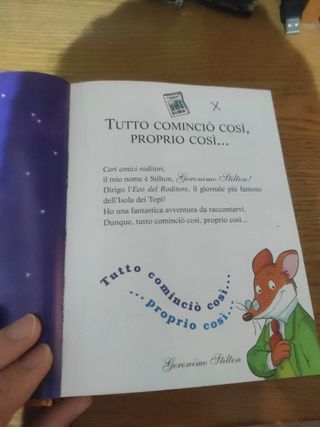 TUTTO COMINCIÒ COSÌ,
PROPRIO COSÌ...
Cari amici roditori,
il mio nome è Stilton, Geronimo Stilton!
Dirigo l'Eco del Roditore, il giornale più famoso
dell'Isola dei Topi!
Ho una fantastica avventura da raccontarvi.
Dunque, tutto cominciò così, proprio così...
Tutto cominciò così...
...proprio così...
Geronimo Stilton